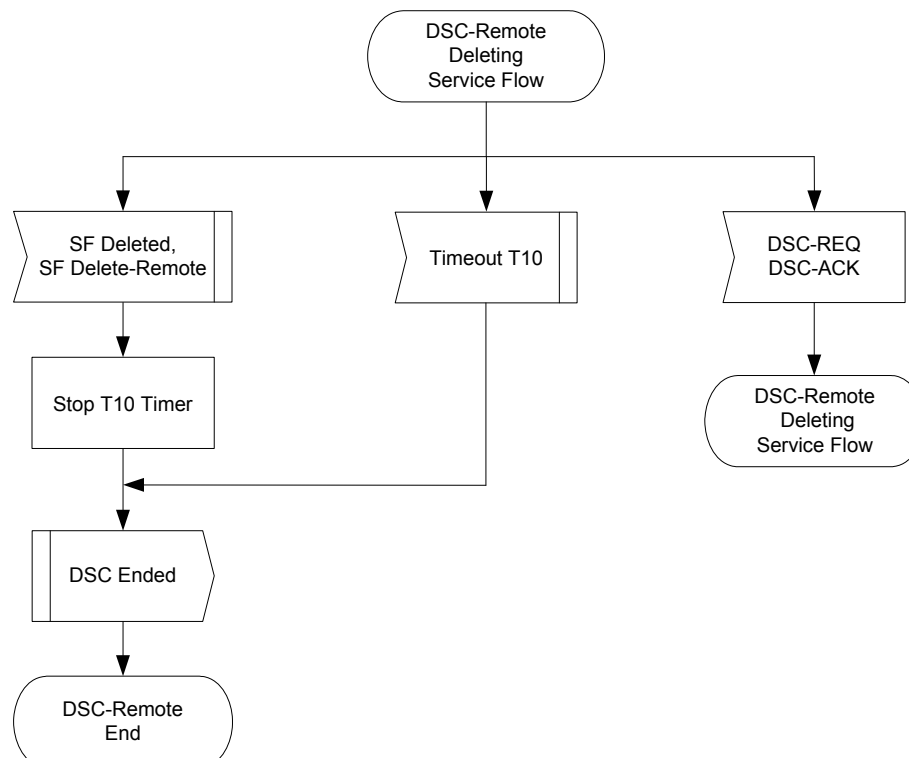 DSC-Remote
Deleting
Service Flow
SF Deleted,
SF Delete-Remote
Timeout T10
DSC-REQ
DSC-ACK
Stop T10 Timer
DSC-Remote
Deleting
Service Flow
DSC Ended
DSC-Remote
End